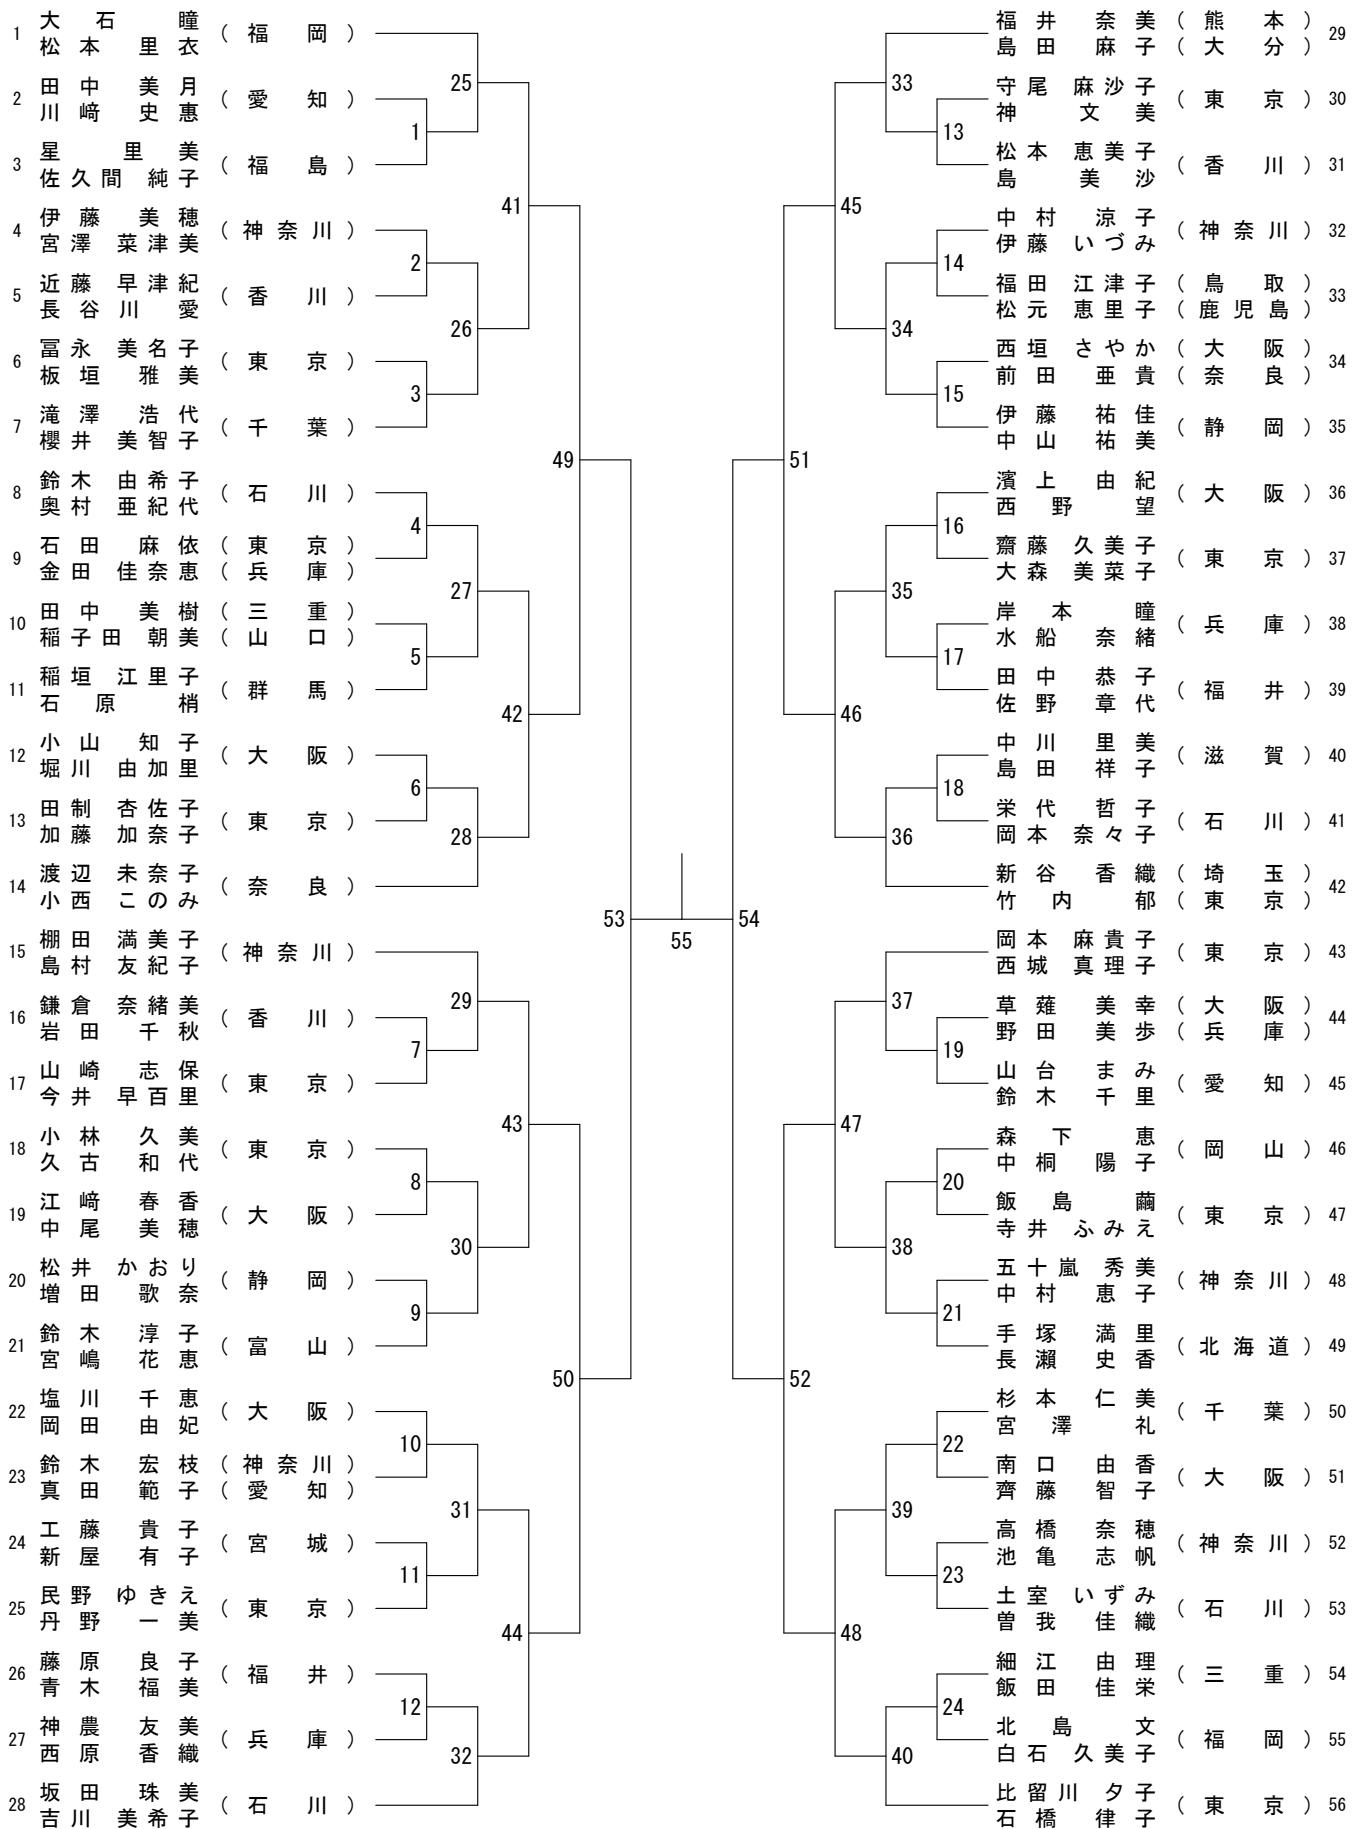 1 大石 瞳 (福岡)
松本 里衣
2 田中 美月 (愛知)
川﨑 史惠
3 星 里美 (福島)
佐久間 純子
4 伊藤 美穂 (神奈川)
宮澤 菜津美
5 近藤 早津紀 (香川)
長谷川 愛
6 冨永 美名子 (東京)
板垣 雅美
7 滝澤 浩代 (千葉)
櫻井 美智子
8 鈴木 由希子 (石川)
奥村 亜紀代
9 石田 麻依 (東京)
金田 佳奈恵 (兵庫)
10 田中 美樹 (三重)
稲子田 朝美 (山口)
11 稲垣 江里子 (群馬)
石原 梢
12 小山 知子 (大阪)
堀川 由加里
13 田制 杏佐子 (東京)
加藤 加奈子
14 渡辺 未奈子 (奈良)
小西 このみ
15 棚田 満美子 (神奈川)
島村 友紀子
16 鎌倉 奈緒美 (香川)
岩田 千秋
17 山崎 志保 (東京)
今井 早百里
18 小林 久美 (東京)
久古 和代
19 江﨑 春香 (大阪)
中尾 美穂
20 松井 かおり (静岡)
増田 歌奈
21 鈴木 淳子 (富山)
宮嶋 花恵
22 塩川 千恵 (大阪)
岡田 由妃
23 鈴木 宏枝 (神奈川)
真田 範子 (愛知)
24 工藤 貴子 (宮城)
新屋 有子
25 民野 ゆきえ (東京)
丹野 一美
26 藤原 良子 (福井)
青木 福美
27 神農 友美 (兵庫)
西原 香織
28 坂田 珠美 (石川)
吉川 美希子
25
1
41
2
26
3
49
4
27
5
42
6
28
53
29
7
43
8
30
9
50
10
31
11
44
12
32
55
33
13
45
14
34
15
51
16
35
17
46
18
36
54
37
19
47
20
38
21
52
22
39
23
48
24
40
福井 奈美 (熊本) 29
島田 麻子 (大分)
守尾 麻沙子 (東京) 30
神 文美
松本 恵美子 (香川) 31
島 美沙
中村 涼子 (神奈川) 32
伊藤 いづみ
福田 江津子 (鳥取) 33
松元 恵里子 (鹿児島)
西垣 さやか (大阪) 34
前田 亜貴 (奈良)
伊藤 祐佳 (静岡) 35
中山 祐美
濱上 由紀 (大阪) 36
西野 望
齋藤 久美子 (東京) 37
大森 美菜子
岸本 瞳 (兵庫) 38
水船 奈緒
田中 恭子 (福井) 39
佐野 章代
中川 里美 (滋賀) 40
島田 祥子
栄代 哲子 (石川) 41
岡本 奈々子
新谷 香織 (埼玉) 42
竹内 郁 (東京)
岡本 麻貴子 (東京) 43
西城 真理子
草薙 美幸 (大阪) 44
野田 美歩 (兵庫)
山台 まみ (愛知) 45
鈴木 千里
森下 恵 (岡山) 46
中桐 陽子
飯島 繭 (東京) 47
寺井 ふみえ
五十嵐 秀美 (神奈川) 48
中村 恵子
手塚 満里 (北海道) 49
長瀬 史香
杉本 仁美 (千葉) 50
宮澤 礼
南口 由香 (大阪) 51
齊藤 智子
高橋 奈穂 (神奈川) 52
池亀 志帆
土室 いずみ (石川) 53
曽我 佳織
細江 由理 (三重) 54
飯田 佳栄
北島 文 (福岡) 55
白石 久美子
比留川 夕子 (東京) 56
石橋 律子